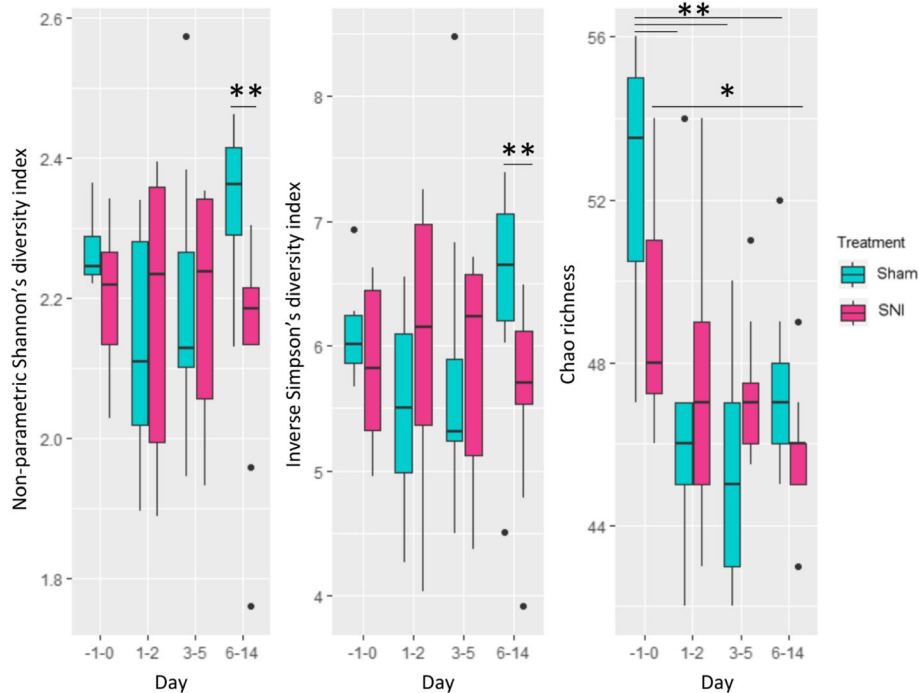 Non-parametric Shannon's diversity index
2.6
2.4
2.2
2.0
1.8
**
-1-0 1-2 3-5 6-14
Day
Inverse Simpson's diversity index
8
7
6
5
4
**
-1-0 1-2 3-5 6-14
Day
Chao richness
56
52
48
44
**
*
-1-0 1-2 3-5 6-14
Day
Treatment
Sham
SNI